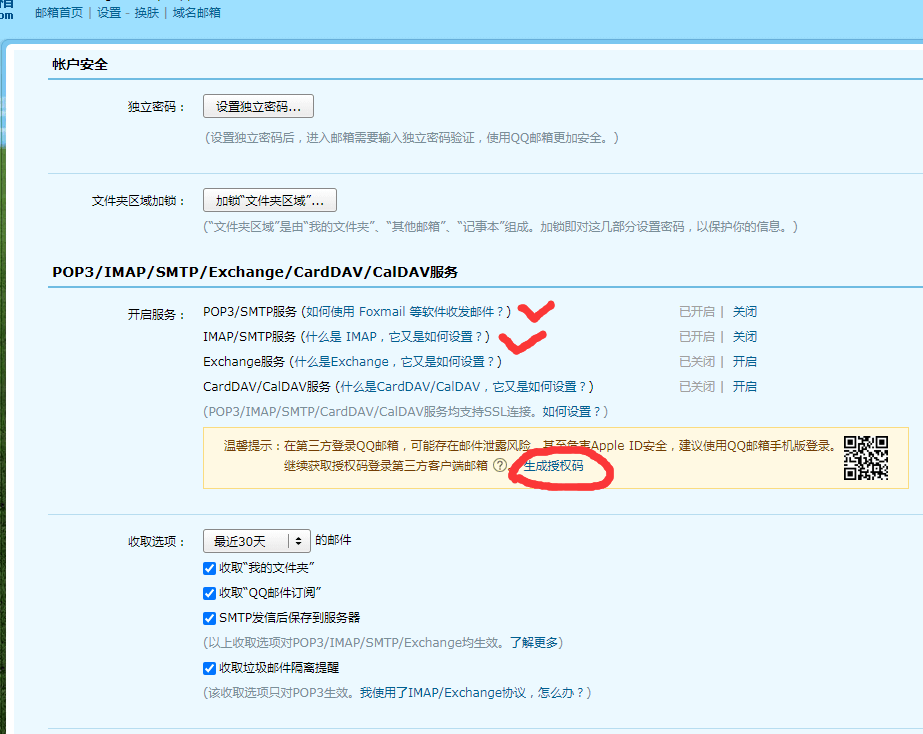 邮箱首页 | 设置 - 换肤 | 域名邮箱
帐户安全
独立密码： 设置独立密码...
(设置独立密码后，进入邮箱需要输入独立密码验证，使用QQ邮箱更加安全。)
文件夹区域加锁： 加锁“文件夹区域”...
(“文件夹区域”是由“我的文件夹”、“其他邮箱”、“记事本”组成。加锁即对这几部分设置密码，以保护你的信息。)
POP3/IMAP/SMTP/Exchange/CardDAV/CalDAV服务
开启服务： POP3/SMTP服务 (如何使用 Foxmail 等软件收发邮件？) 已开启 | 关闭
IMAP/SMTP服务 (什么是 IMAP，它又是如何设置？) 已开启 | 关闭
Exchange服务 (什么是Exchange，它又是如何设置？) 已关闭 | 开启
CardDAV/CalDAV服务 (什么是CardDAV/CalDAV，它又是如何设置？) 已关闭 | 开启
(POP3/IMAP/SMTP/CardDAV/CalDAV服务均支持SSL连接。如何设置？)
温馨提示：在第三方登录QQ邮箱，可能存在邮件泄露风险，甚至危害Apple ID安全，建议使用QQ邮箱手机版登录。
继续获取授权码登录第三方客户端邮箱 ? 。 生成授权码
收取选项： 最近30天 的邮件
收取“我的文件夹”
收取“QQ邮件订阅”
SMTP发信后保存到服务器
(以上收取选项对POP3/IMAP/SMTP/Exchange均生效。了解更多)
收取垃圾邮件隔离提醒
(该收取选项只对POP3生效。我使用了IMAP/Exchange协议，怎么办？)